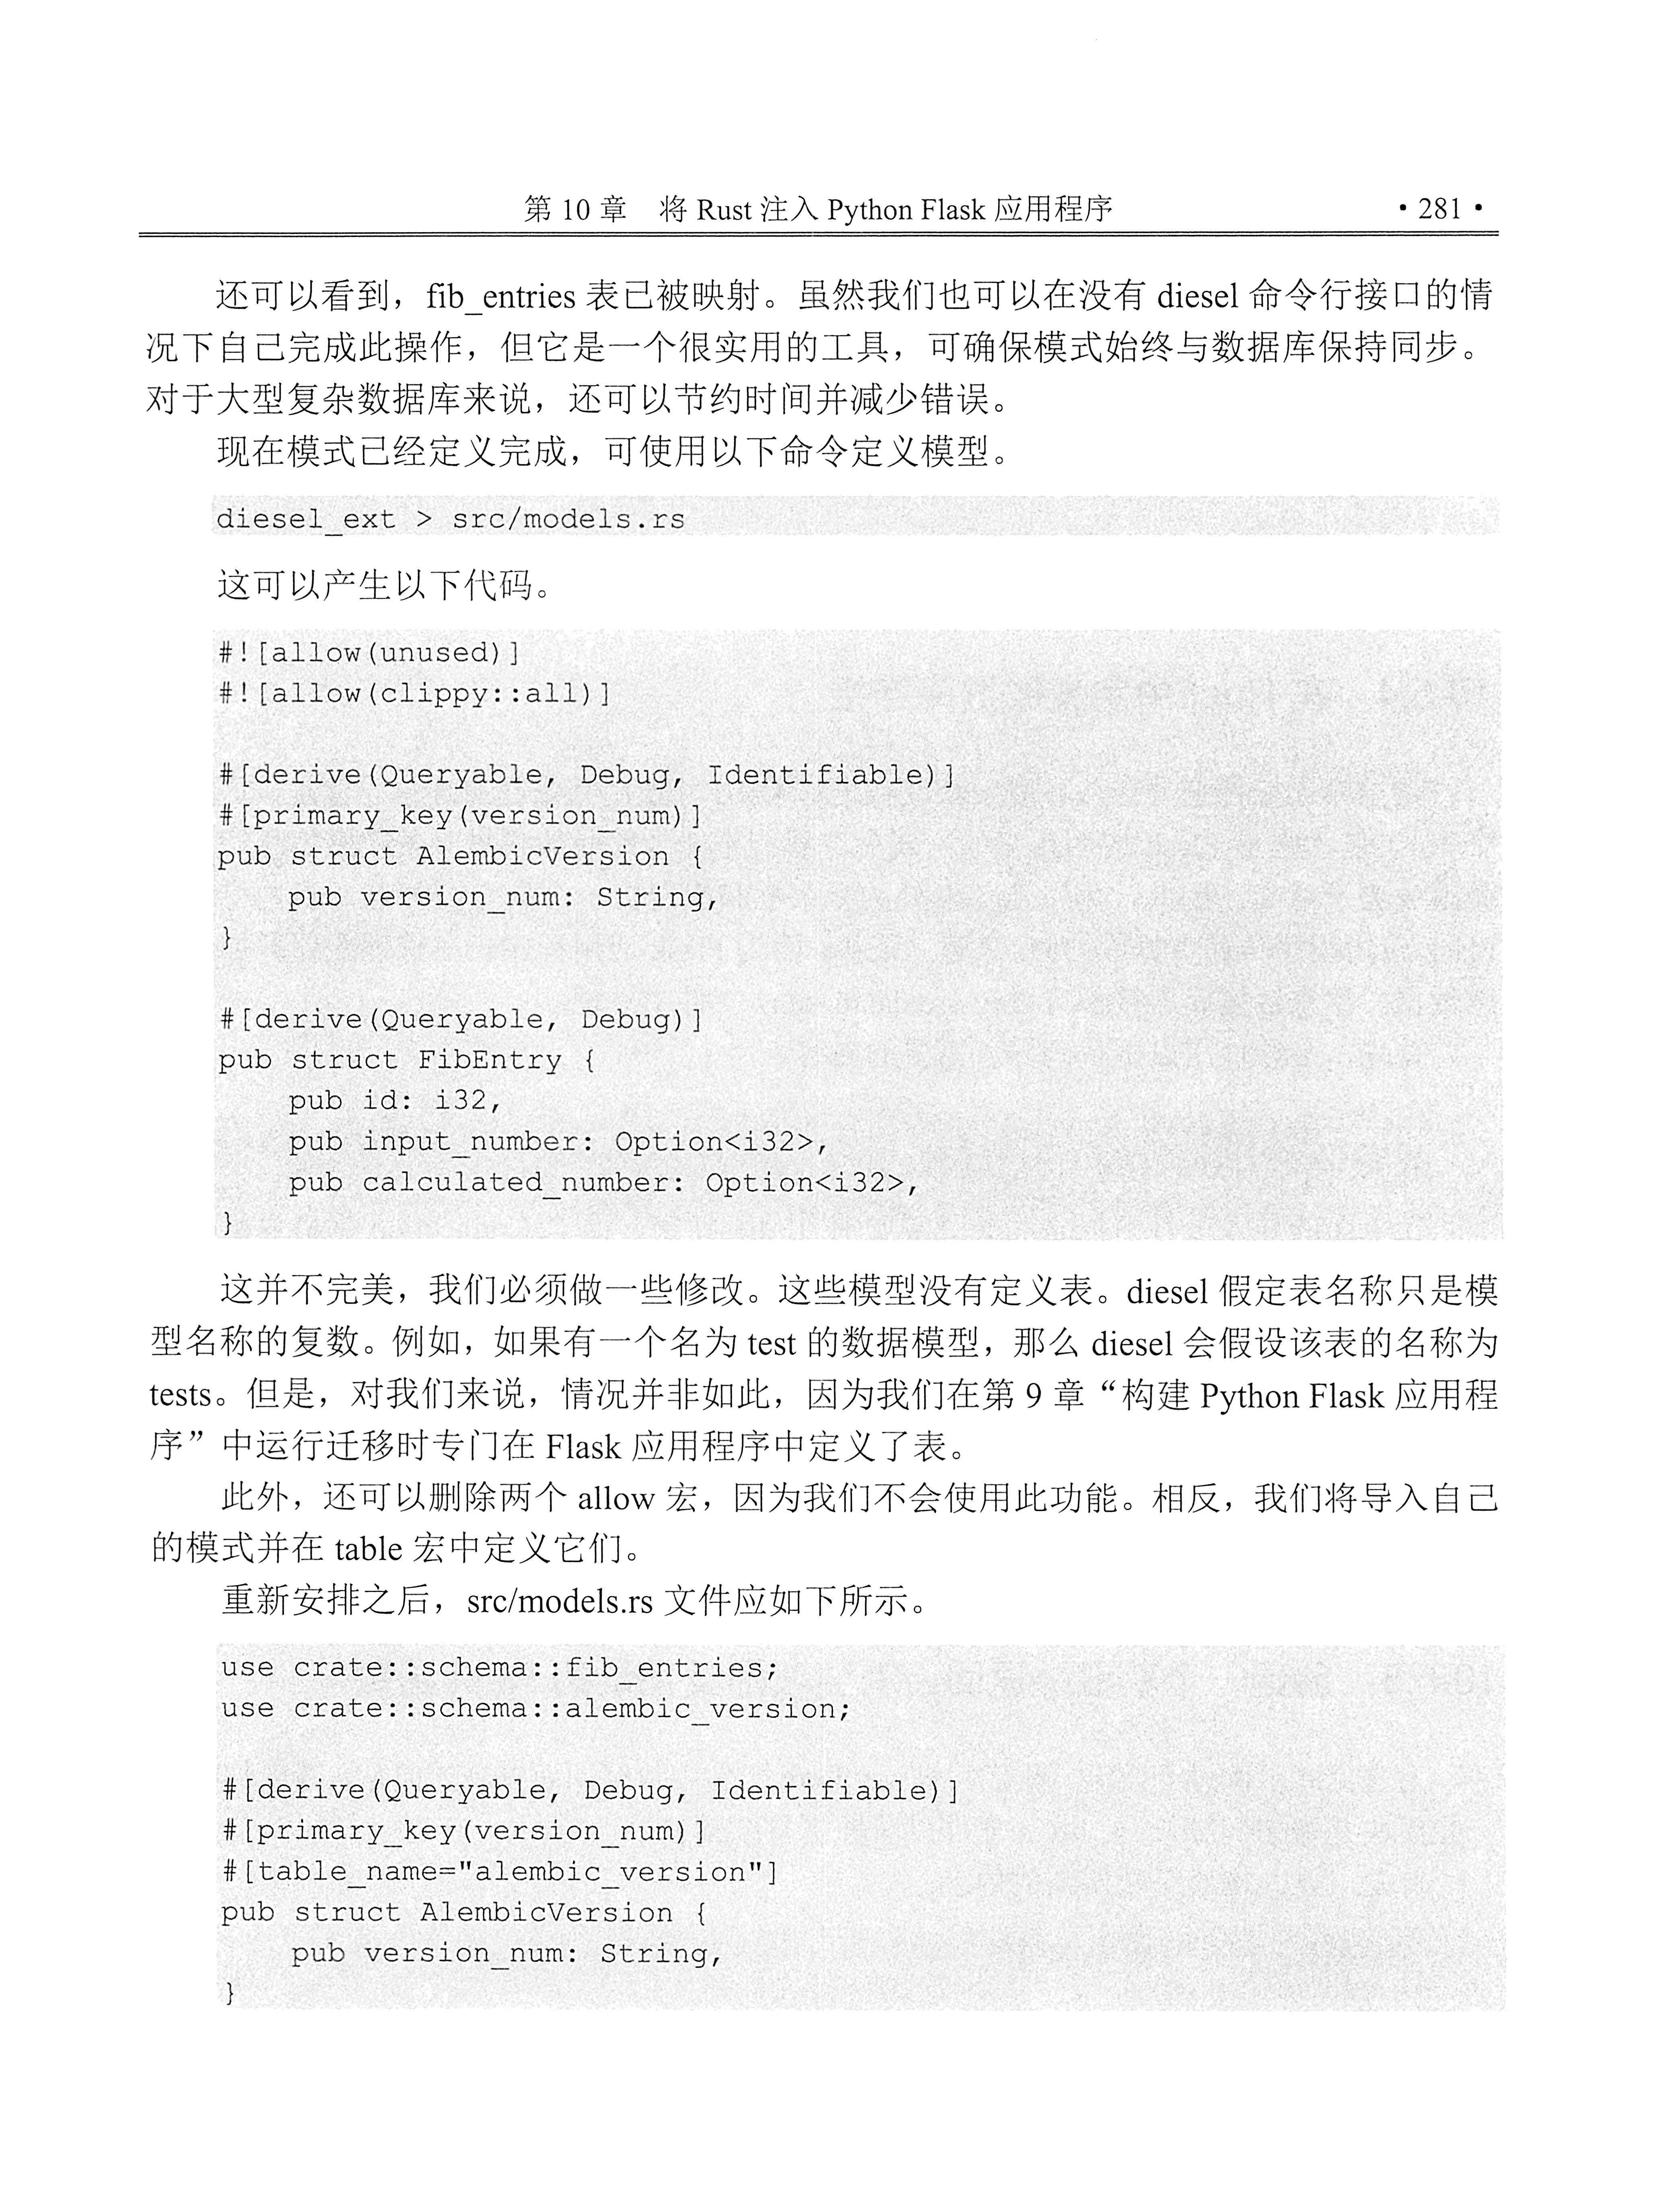 第 10 章　将 Rust 注入 Python Flask 应用程序 · 281 ·
还可以看到，fib_entries 表已被映射。虽然我们也可以在没有 diesel 命令行接口的情
况下自己完成此操作，但它是一个很实用的工具，可确保模式始终与数据库保持同步。
对于大型复杂数据库来说，还可以节约时间并减少错误。
现在模式已经定义完成，可使用以下命令定义模型。
diesel_ext > src/models.rs
这可以产生以下代码。
#![allow(unused)]
#![allow(clippy::all)]
#[derive(Queryable, Debug, Identifiable)]
#[primary_key(version_num)]
pub struct AlembicVersion {
    pub version_num: String,
}
#[derive(Queryable, Debug)]
pub struct FibEntry {
    pub id: i32,
    pub input_number: Option<i32>,
    pub calculated_number: Option<i32>,
}
这并不完美，我们必须做一些修改。这些模型没有定义表。diesel 假定表名称只是模
型名称的复数。例如，如果有一个名为 test 的数据模型，那么 diesel 会假设该表的名称为
tests。但是，对我们来说，情况并非如此，因为我们在第 9 章“构建 Python Flask 应用程
序”中运行迁移时专门在 Flask 应用程序中定义了表。
此外，还可以删除两个 allow 宏，因为我们不会使用此功能。相反，我们将导入自己
的模式并在 table 宏中定义它们。
重新安排之后，src/models.rs 文件应如下所示。
use crate::schema::fib_entries;
use crate::schema::alembic_version;
#[derive(Queryable, Debug, Identifiable)]
#[primary_key(version_num)]
#[table_name="alembic_version"]
pub struct AlembicVersion {
    pub version_num: String,
}